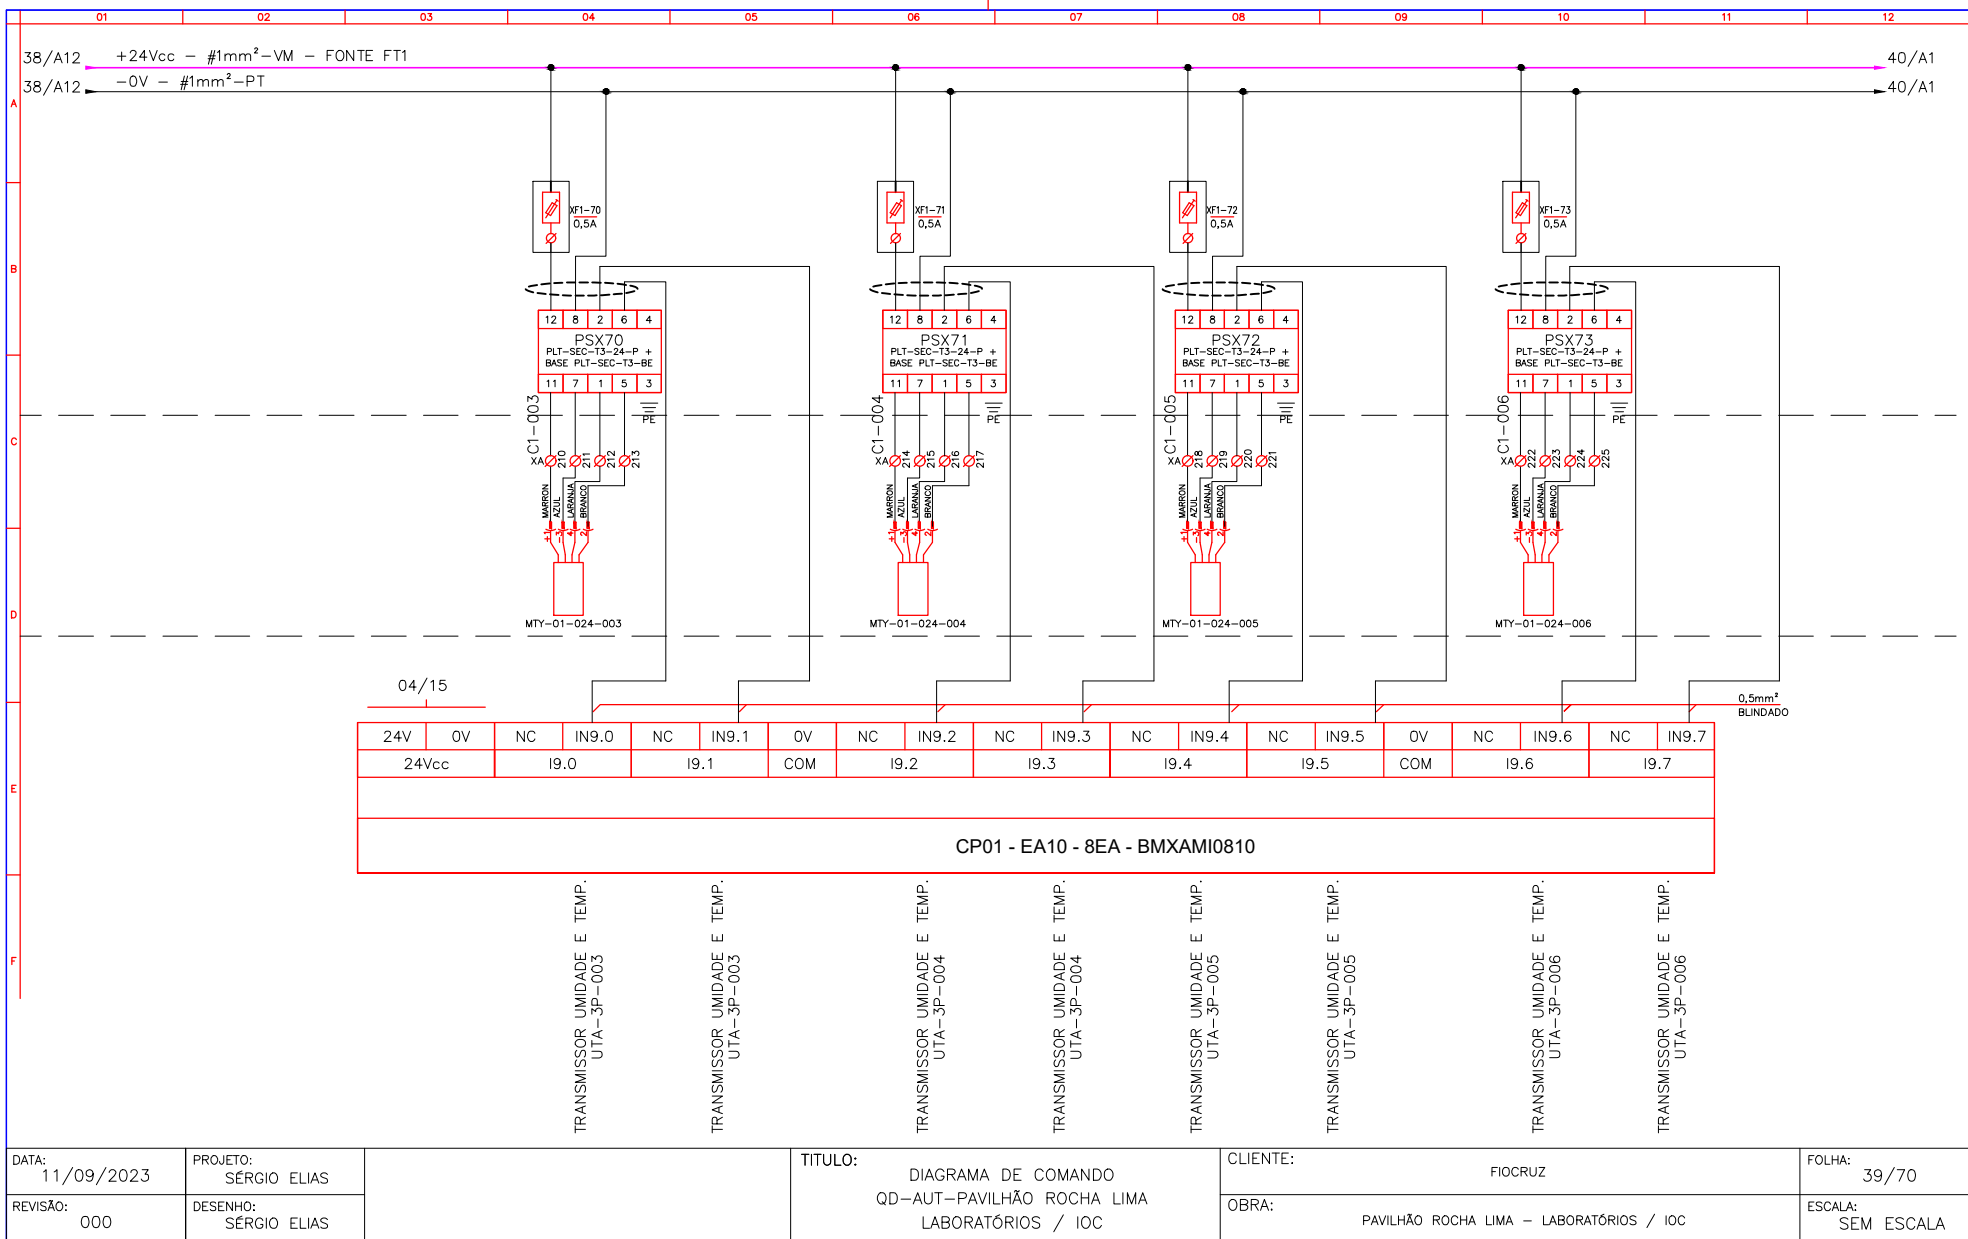 01 02 03 04 05 06 07 08 09 10 11 12
38/A12 +24Vcc - #1mm²-VM - FONTE FT1 40/A1
38/A12 -0V - #1mm²-PT 40/A1
A
B
C
D
E
F
XF1-70
0,5A
XF1-71
0,5A
XF1-72
0,5A
XF1-73
0,5A
12 8 2 6 4
PSX70
PLT-SEC-T3-24-P +
BASE PLT-SEC-T3-BE
11 7 1 5 3
12 8 2 6 4
PSX71
PLT-SEC-T3-24-P +
BASE PLT-SEC-T3-BE
11 7 1 5 3
12 8 2 6 4
PSX72
PLT-SEC-T3-24-P +
BASE PLT-SEC-T3-BE
11 7 1 5 3
12 8 2 6 4
PSX73
PLT-SEC-T3-24-P +
BASE PLT-SEC-T3-BE
11 7 1 5 3
C1-003
PE
XA 210 211 212 213
MARRON AZUL LARANJA BRANCO
+1 -3 4 2
MTY-01-024-003
C1-004
PE
XA 214 215 216 217
MARRON AZUL LARANJA BRANCO
+1 -3 4 2
MTY-01-024-004
C1-005
PE
XA 218 219 220 221
MARRON AZUL LARANJA BRANCO
+1 -3 4 2
MTY-01-024-005
C1-006
PE
XA 222 223 224 225
MARRON AZUL LARANJA BRANCO
+1 -3 4 2
MTY-01-024-006
04/15
0,5mm²
BLINDADO
24V 0V NC IN9.0 NC IN9.1 0V NC IN9.2 NC IN9.3 NC IN9.4 NC IN9.5 0V NC IN9.6 NC IN9.7
24Vcc I9.0 I9.1 COM I9.2 I9.3 I9.4 I9.5 COM I9.6 I9.7
CP01 - EA10 - 8EA - BMXAMI0810
TRANSMISSOR UMIDADE E TEMP.
UTA-3P-003
TRANSMISSOR UMIDADE E TEMP.
UTA-3P-003
TRANSMISSOR UMIDADE E TEMP.
UTA-3P-004
TRANSMISSOR UMIDADE E TEMP.
UTA-3P-004
TRANSMISSOR UMIDADE E TEMP.
UTA-3P-005
TRANSMISSOR UMIDADE E TEMP.
UTA-3P-005
TRANSMISSOR UMIDADE E TEMP.
UTA-3P-006
TRANSMISSOR UMIDADE E TEMP.
UTA-3P-006
DATA:
11/09/2023
REVISÃO:
000
PROJETO:
SÉRGIO ELIAS
DESENHO:
SÉRGIO ELIAS
TITULO:
DIAGRAMA DE COMANDO
QD-AUT-PAVILHÃO ROCHA LIMA
LABORATÓRIOS / IOC
CLIENTE:
FIOCRUZ
OBRA:
PAVILHÃO ROCHA LIMA - LABORATÓRIOS / IOC
FOLHA:
39/70
ESCALA:
SEM ESCALA